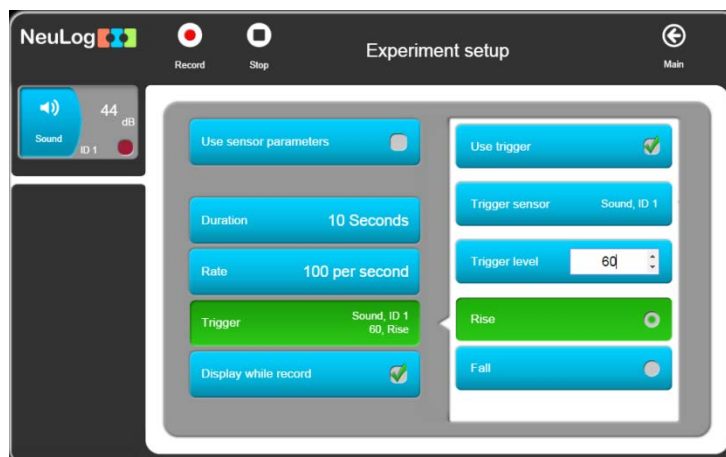 NeuLog
Record
Stop
Experiment setup
Main
Sound
44
dB
ID 1
Use sensor parameters
Duration 10 Seconds
Rate 100 per second
Trigger Sound, ID 1
60, Rise
Display while record
Use trigger
Trigger sensor Sound, ID 1
Trigger level 60
Rise
Fall